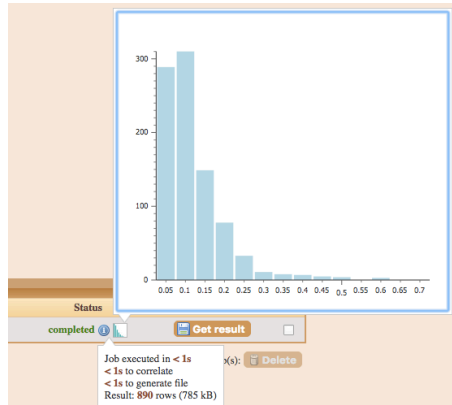 300
200
100
0
0.05 0.1 0.15 0.2 0.25 0.3 0.35 0.4 0.45 0.5 0.55 0.6 0.65 0.7
Status
completed
Get result
Job executed in < 1s
< 1s to correlate
< 1s to generate file
Result: 890 rows (785 kB)
(s):
Delete